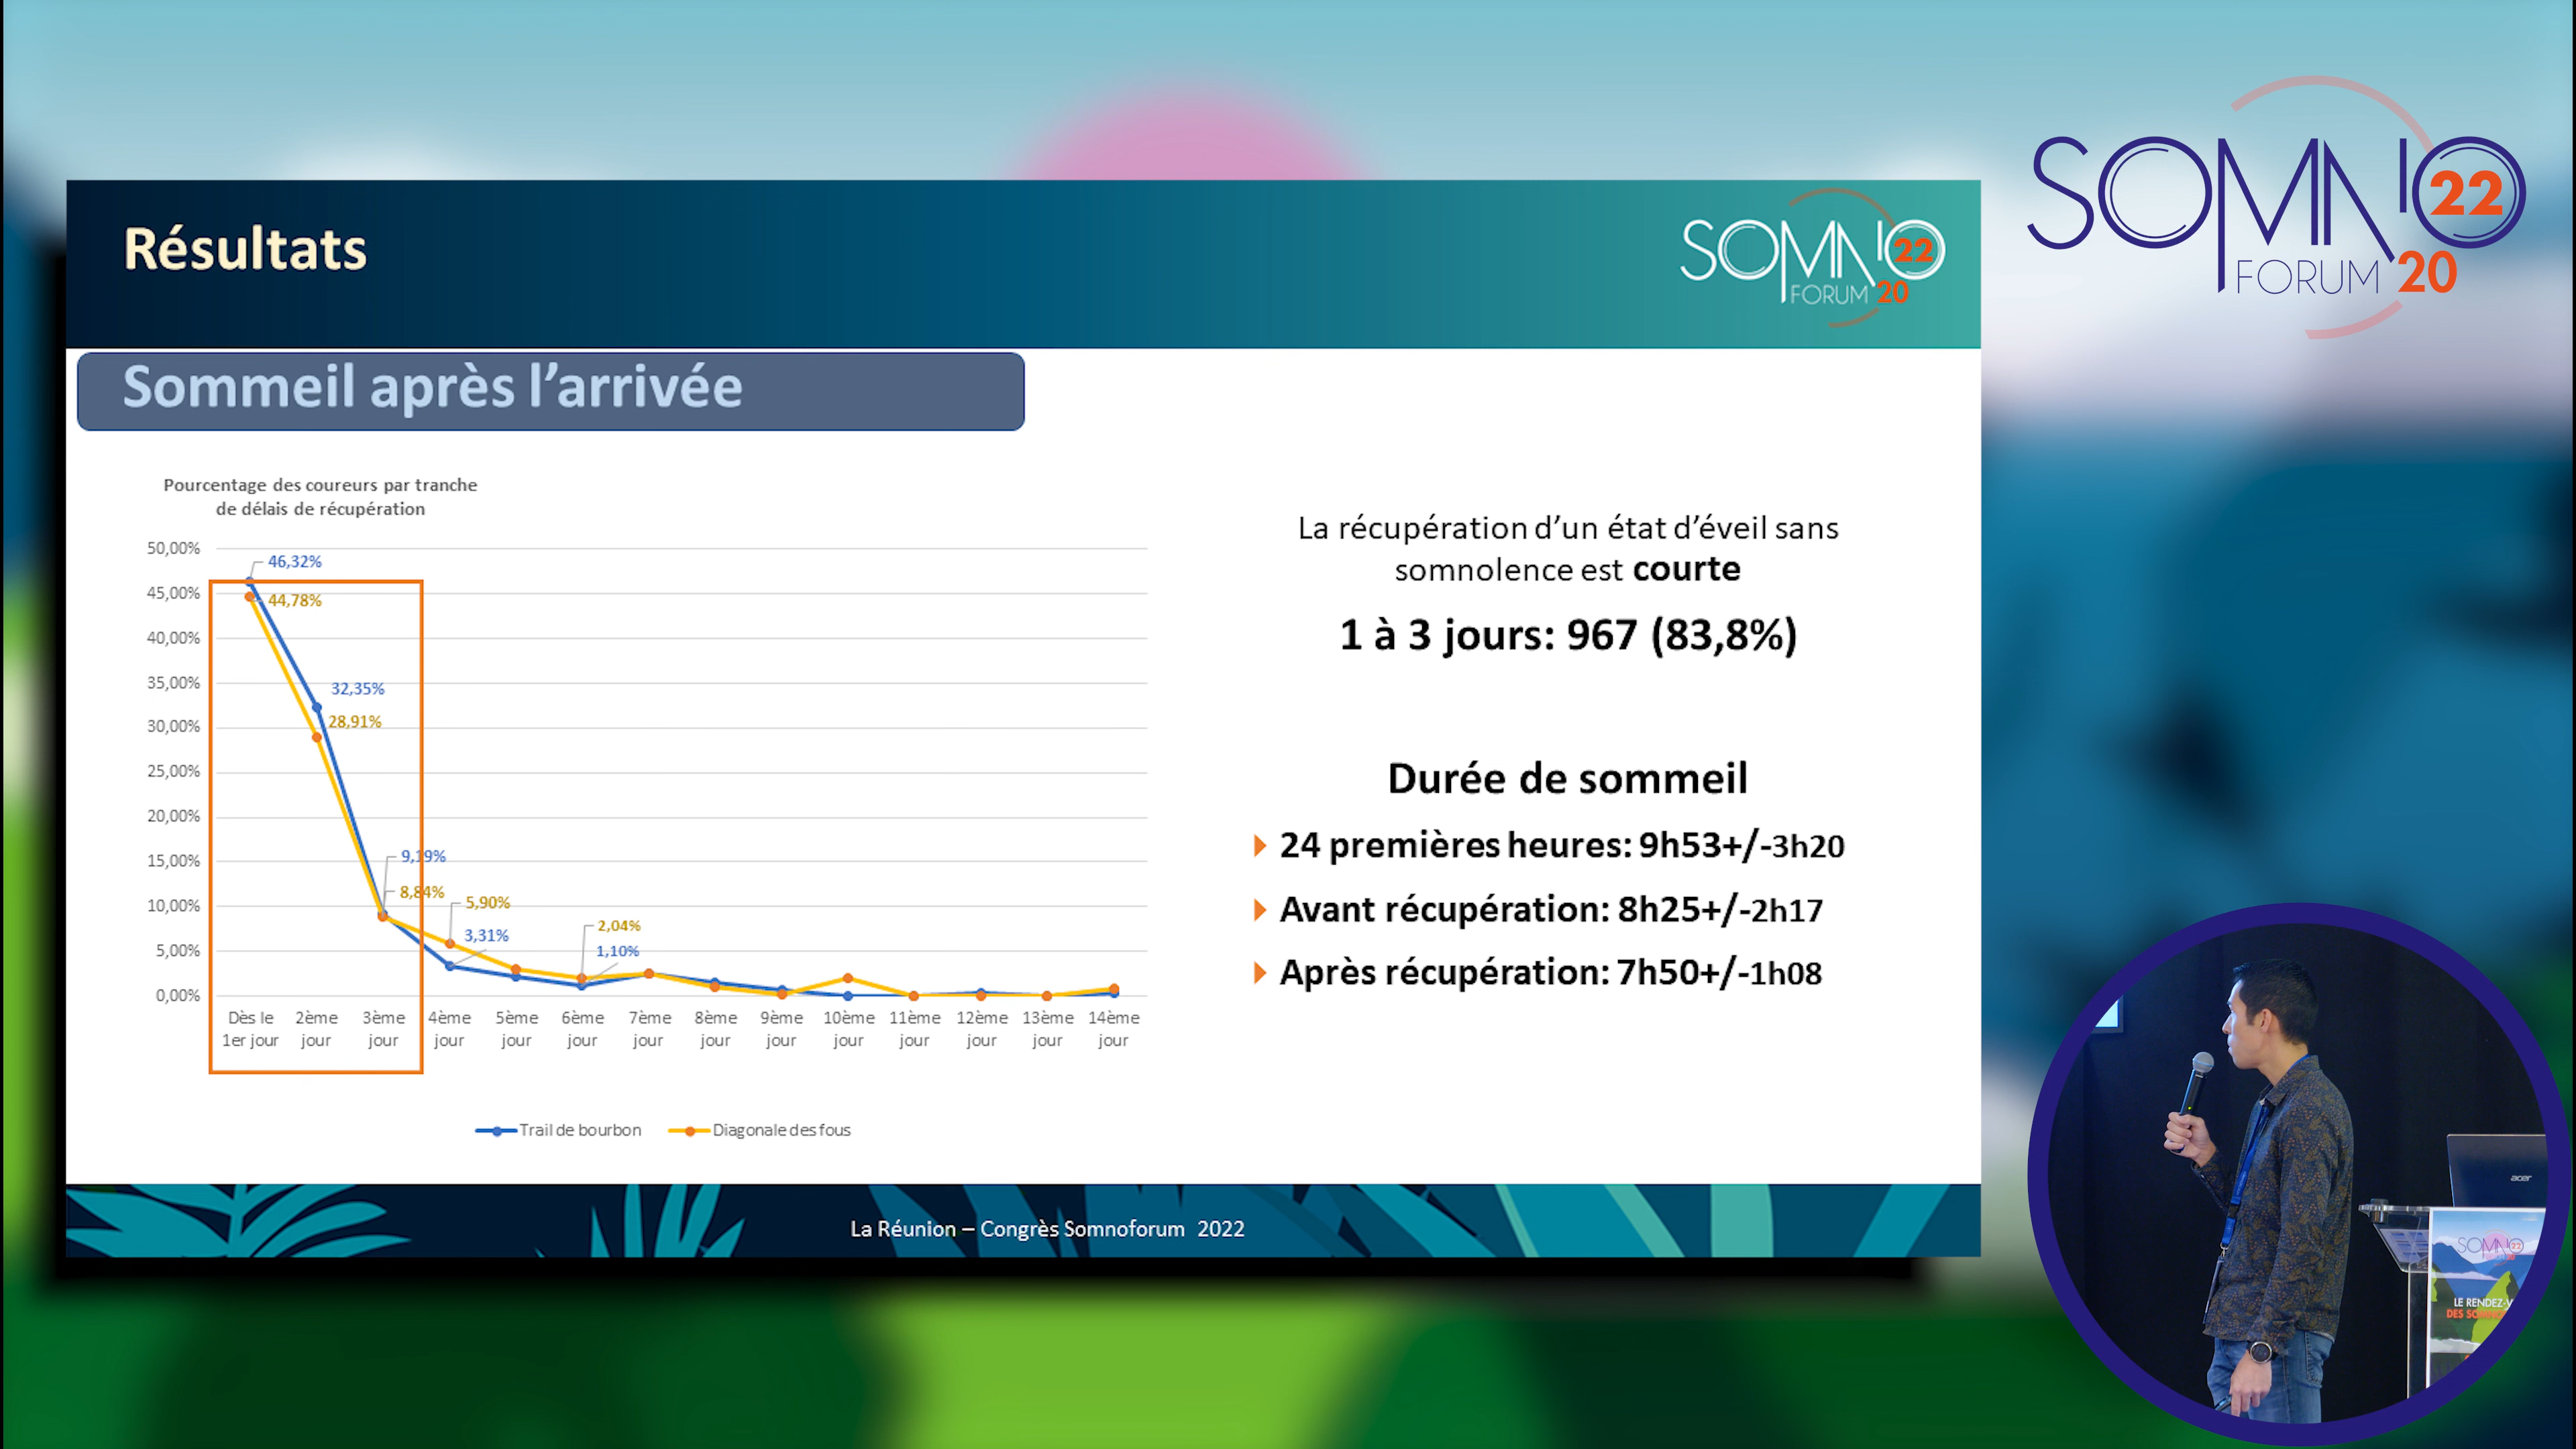 SOMNO 22
FORUM 20
Résultats
SOMNO 22
FORUM 20
Sommeil après l’arrivée
Pourcentage des coureurs par tranche
de délais de récupération
50,00%
45,00%
40,00%
35,00%
30,00%
25,00%
20,00%
15,00%
10,00%
5,00%
0,00%
46,32%
44,78%
32,35%
28,91%
9,19%
8,84%
5,90%
3,31%
2,04%
1,10%
Dès le 1er jour
2ème jour
3ème jour
4ème jour
5ème jour
6ème jour
7ème jour
8ème jour
9ème jour
10ème jour
11ème jour
12ème jour
13ème jour
14ème jour
Trail de bourbon
Diagonale des fous
La récupération d’un état d’éveil sans
somnolence est courte
1 à 3 jours: 967 (83,8%)
Durée de sommeil
24 premières heures: 9h53+/-3h20
Avant récupération: 8h25+/-2h17
Après récupération: 7h50+/-1h08
La Réunion – Congrès Somnoforum 2022
acer
SOMNO 22
LE RENDEZ-V
DES